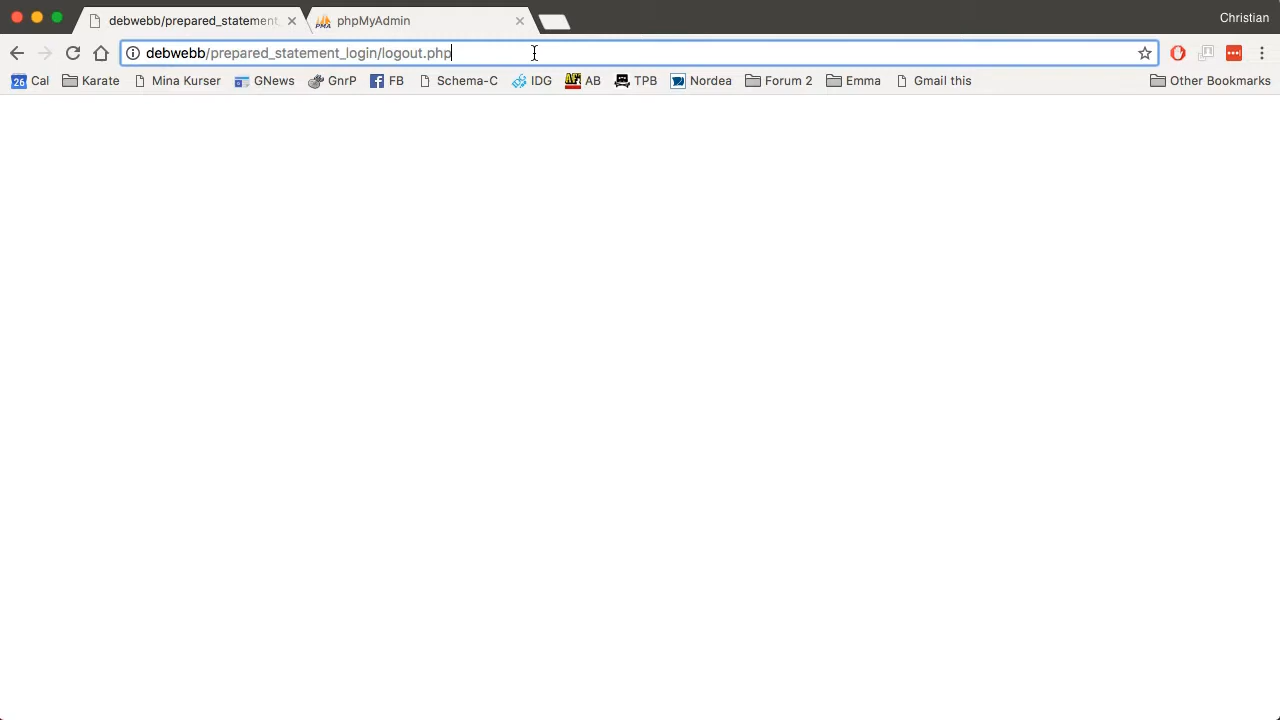 debwebb/prepared_statement_
phpMyAdmin
Christian
debwebb/prepared_statement_login/logout.php
26 Cal
Karate
Mina Kurser
GNews
GnrP
FB
Schema-C
IDG
AB
TPB
Nordea
Forum 2
Emma
Gmail this
Other Bookmarks